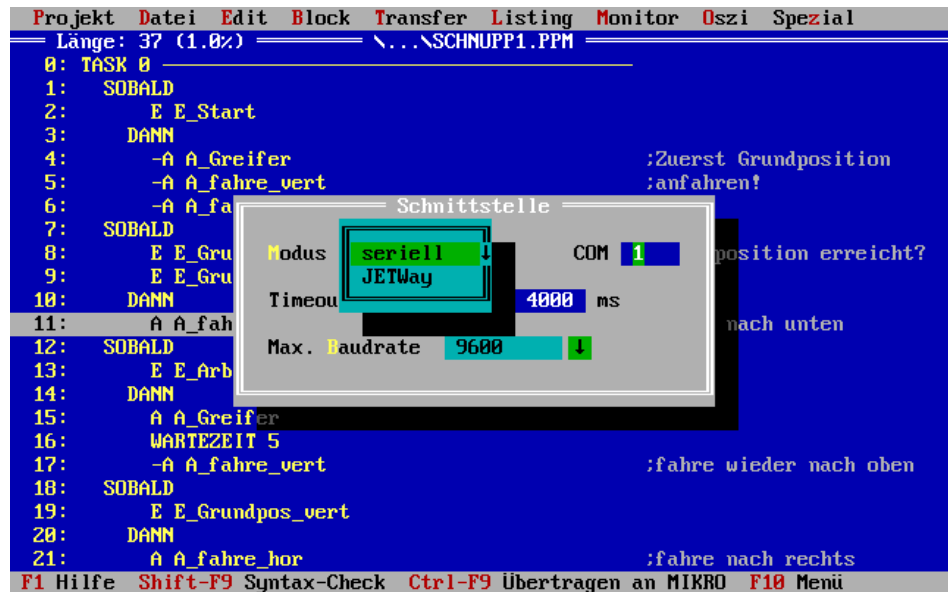 Projekt Datei Edit Block Transfer Listing Monitor Oszi Spezial
Länge: 37 (1.0%) \...\SCHNUPP1.PPM
0: TASK 0
1: SOBALD
2: E E_Start
3: DANN
4: -A A_Greifer ;Zuerst Grundposition
5: -A A_fahre_vert ;anfahren!
6: -A A_fa
Schnittstelle
7: SOBALD
8: E E_Gru Modus seriell ↓ COM 1 position erreicht?
9: E E_Gru JETWay
10: DANN Timeou 4000 ms
11: A A_fah nach unten
12: SOBALD Max. Baudrate 9600 ↓
13: E E_Arb
14: DANN
15: A A_Greifer
16: WARTEZEIT 5
17: -A A_fahre_vert ;fahre wieder nach oben
18: SOBALD
19: E E_Grundpos_vert
20: DANN
21: A A_fahre_hor ;fahre nach rechts
F1 Hilfe Shift-F9 Syntax-Check Ctrl-F9 Übertragen an MIKRO F10 Menü